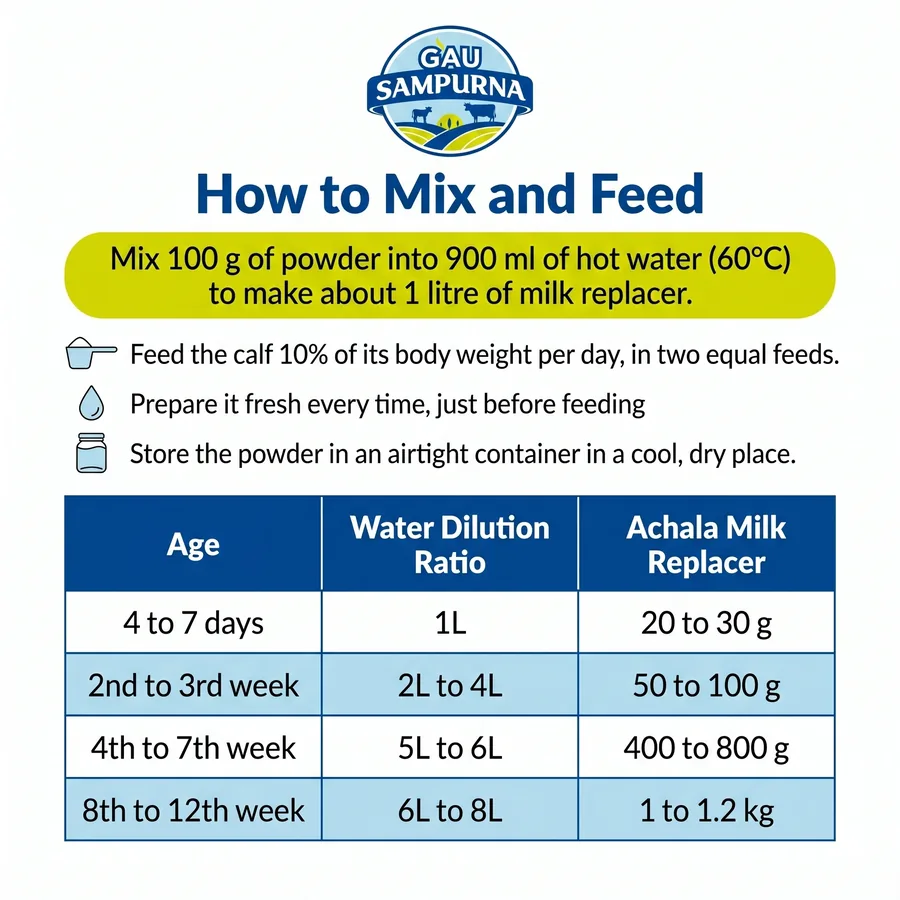 GAU
SAMPURNA
How to Mix and Feed
Mix 100 g of powder into 900 ml of hot water (60°C)
to make about 1 litre of milk replacer.
Feed the calf 10% of its body weight per day, in two equal feeds.
Prepare it fresh every time, just before feeding
Store the powder in an airtight container in a cool, dry place.
Age
Water Dilution
Ratio
Achala Milk
Replacer
4 to 7 days
1L
20 to 30 g
2nd to 3rd week
2L to 4L
50 to 100 g
4th to 7th week
5L to 6L
400 to 800 g
8th to 12th week
6L to 8L
1 to 1.2 kg